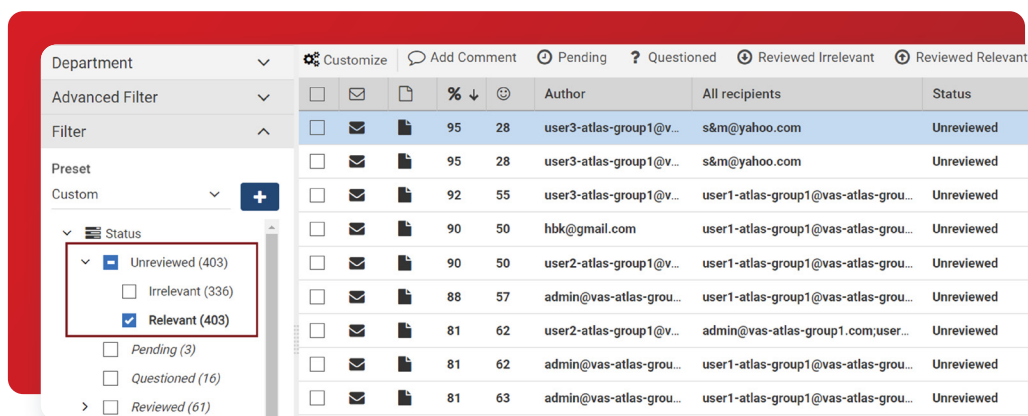 Department
Advanced Filter
Filter
Preset
Custom
Status
Unreviewed (403)
Irrelevant (336)
Relevant (403)
Pending (3)
Questioned (16)
Reviewed (61)
Customize Add Comment Pending ? Questioned Reviewed Irrelevant Reviewed Relevant
% Author All recipients Status
95 28 user3-atlas-group1@v... s&m@yahoo.com Unreviewed
95 28 user3-atlas-group1@v... s&m@yahoo.com Unreviewed
92 55 user3-atlas-group1@v... user1-atlas-group1@vas-atlas-grou... Unreviewed
90 50 hbk@gmail.com user1-atlas-group1@vas-atlas-grou... Unreviewed
90 50 user2-atlas-group1@v... user1-atlas-group1@vas-atlas-grou... Unreviewed
88 57 admin@vas-atlas-grou... user1-atlas-group1@vas-atlas-grou... Unreviewed
81 62 user2-atlas-group1@v... admin@vas-atlas-group1.com;user... Unreviewed
81 62 admin@vas-atlas-grou... user1-atlas-group1@vas-atlas-grou... Unreviewed
81 63 admin@vas-atlas-grou... user1-atlas-group1@vas-atlas-grou... Unreviewed